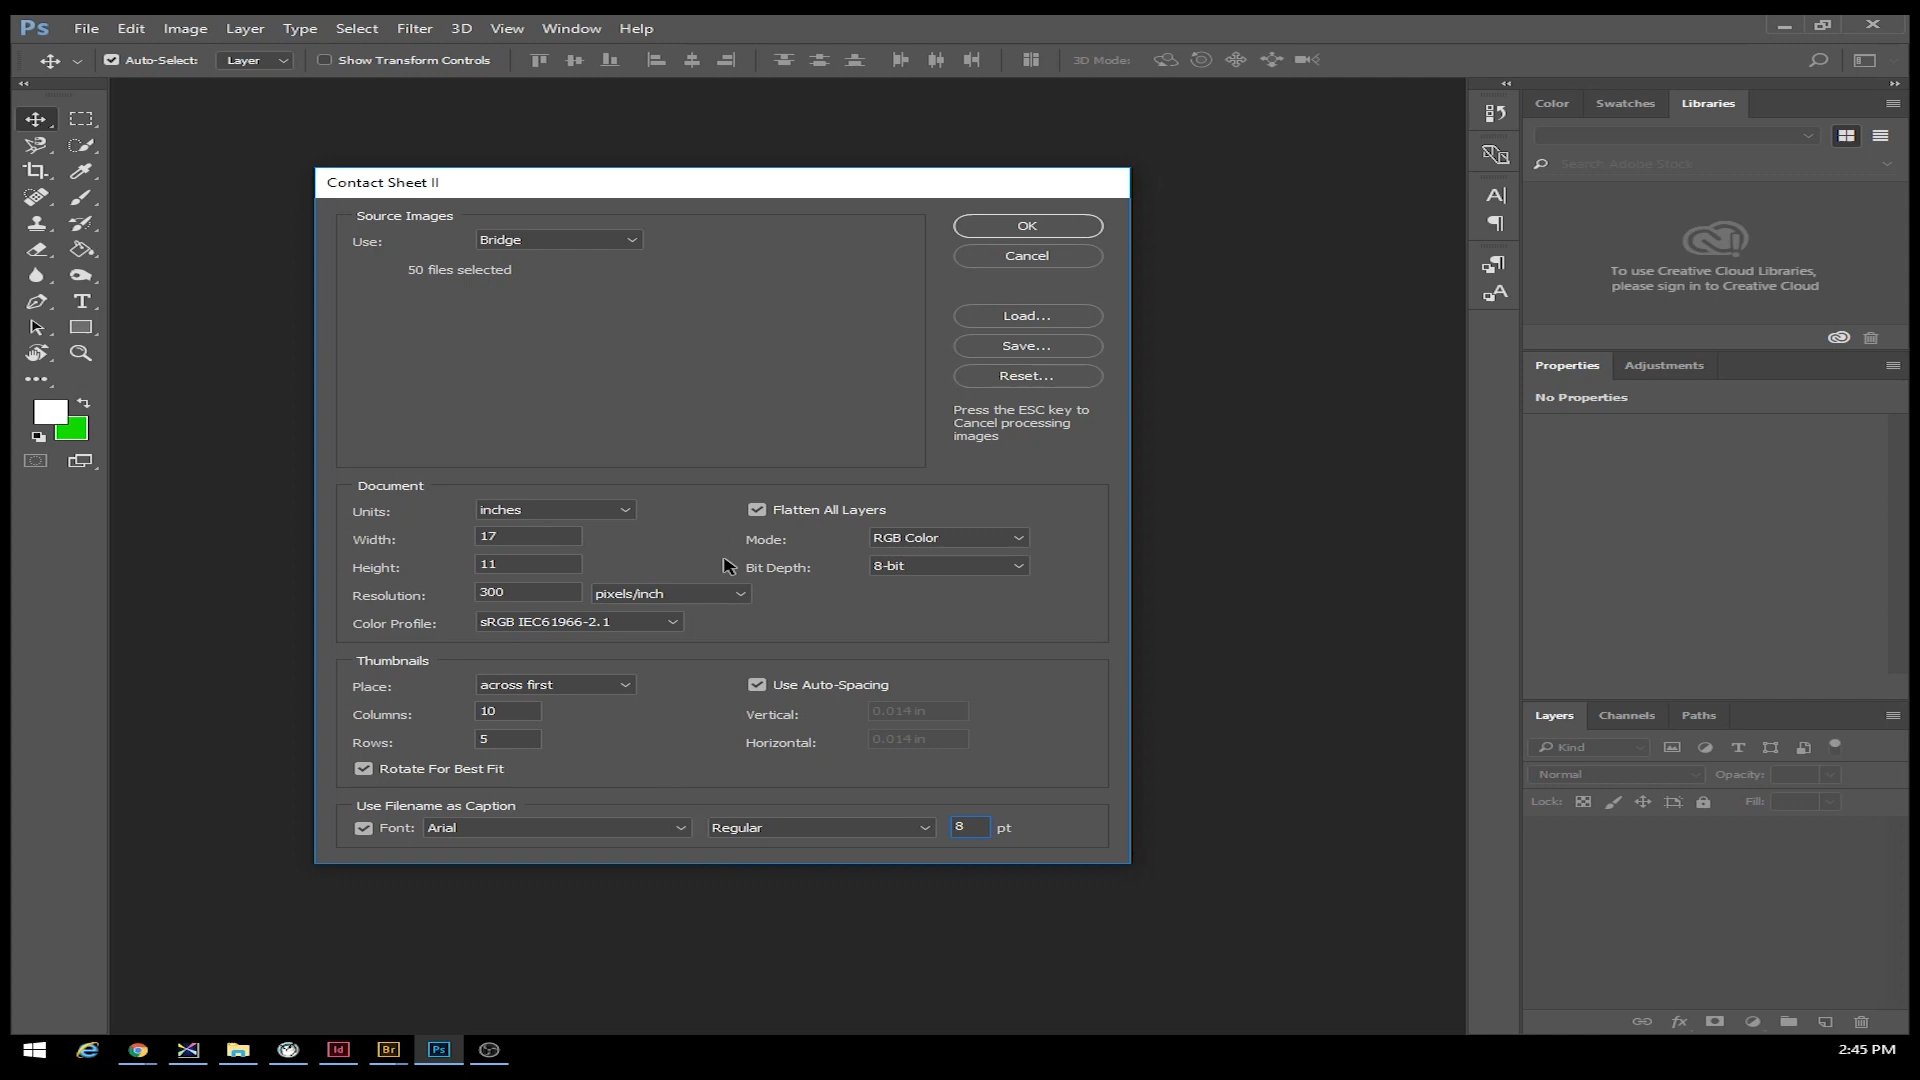 Ps File Edit Image Layer Type Select Filter 3D View Window Help
Auto-Select: Layer Show Transform Controls 3D Mode:
Color Swatches Libraries
Search Adobe Stock
To use Creative Cloud Libraries,
please sign in to Creative Cloud
Properties Adjustments
No Properties
Layers Channels Paths
Kind
Normal Opacity:
Lock: Fill:
Contact Sheet II
Source Images
Use: Bridge
50 files selected
OK
Cancel
Load...
Save...
Reset...
Press the ESC key to
Cancel processing
images
Document
Units: inches
Width: 17
Height: 11
Resolution: 300 pixels/inch
Color Profile: sRGB IEC61966-2.1
Flatten All Layers
Mode: RGB Color
Bit Depth: 8-bit
Thumbnails
Place: across first
Columns: 10
Rows: 5
Rotate For Best Fit
Use Auto-Spacing
Vertical: 0.014 in
Horizontal: 0.014 in
Use Filename as Caption
Font: Arial Regular 8 pt
Id Br Ps
2:45 PM